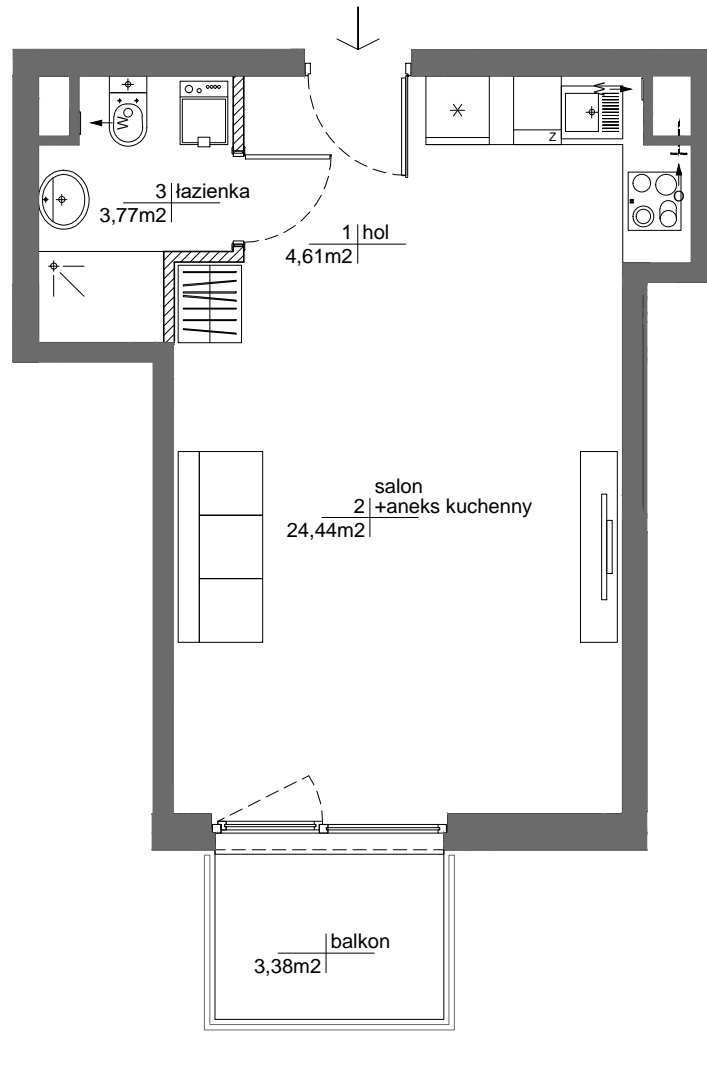 W
W
Z
3 łazienka
3,77m2
1 hol
4,61m2
O
salon
2 +aneks kuchenny
24,44m2
balkon
3,38m2